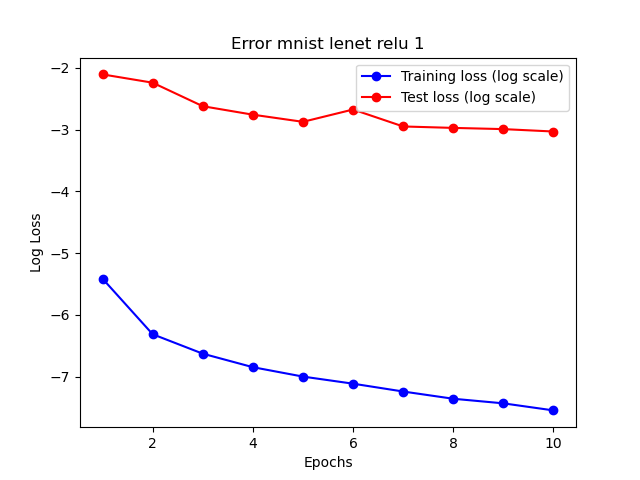 Error mnist lenet relu 1
Training loss (log scale)
Test loss (log scale)
Log Loss
−2
−3
−4
−5
−6
−7
2 4 6 8 10
Epochs